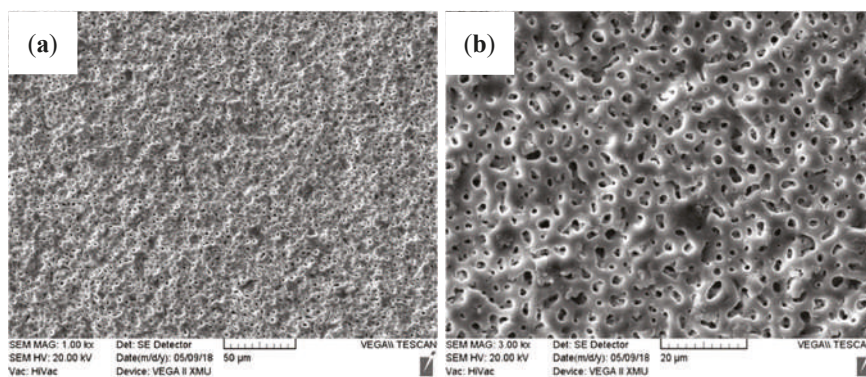 (a)
SEM MAG: 1.00 kx Det: SE Detector VEGA\\ TESCAN
SEM HV: 20.00 kV Date(m/d/y): 05/09/18 50 µm
Vac: HiVac Device: VEGA II XMU
(b)
SEM MAG: 3.00 kx Det: SE Detector VEGA\\ TESCAN
SEM HV: 20.00 kV Date(m/d/y): 05/09/18 20 µm
Vac: HiVac Device: VEGA II XMU